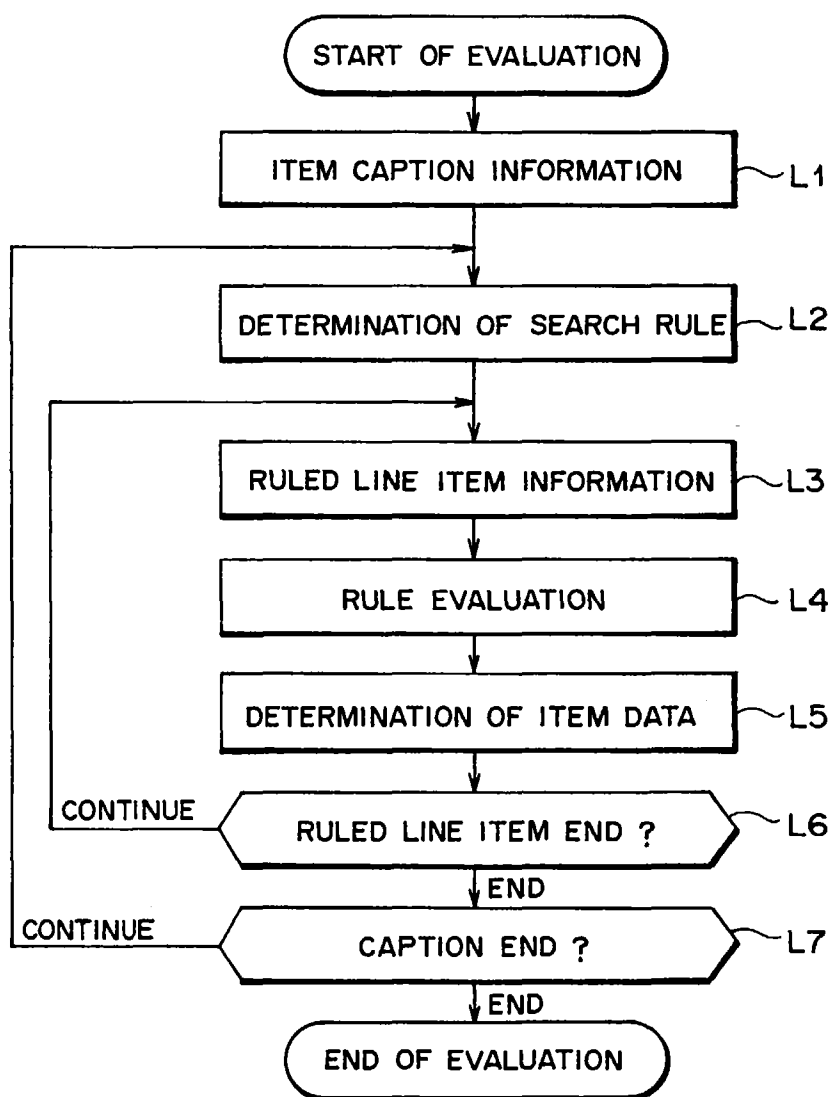 START OF EVALUATION
ITEM CAPTION INFORMATION
L1
DETERMINATION OF SEARCH RULE
L2
RULED LINE ITEM INFORMATION
L3
RULE EVALUATION
L4
DETERMINATION OF ITEM DATA
L5
CONTINUE
RULED LINE ITEM END ?
L6
END
CONTINUE
CAPTION END ?
L7
END
END OF EVALUATION